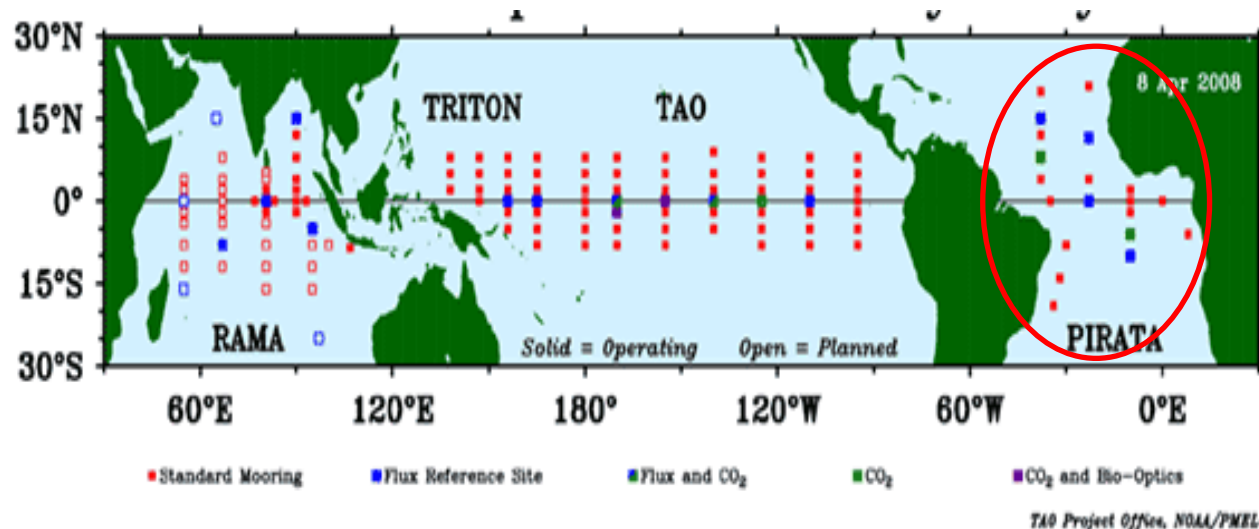 30°N
8 Apr 2008
TRITON TAO
15°N
0°
15°S
RAMA Solid = Operating Open = Planned PIRATA
30°S
60°E 120°E 180° 120°W 60°W 0°E
Standard Mooring Flux Reference Site Flux and CO₂ CO₂ CO₂ and Bio-Optics
TAO Project Office, NOAA/PMEL